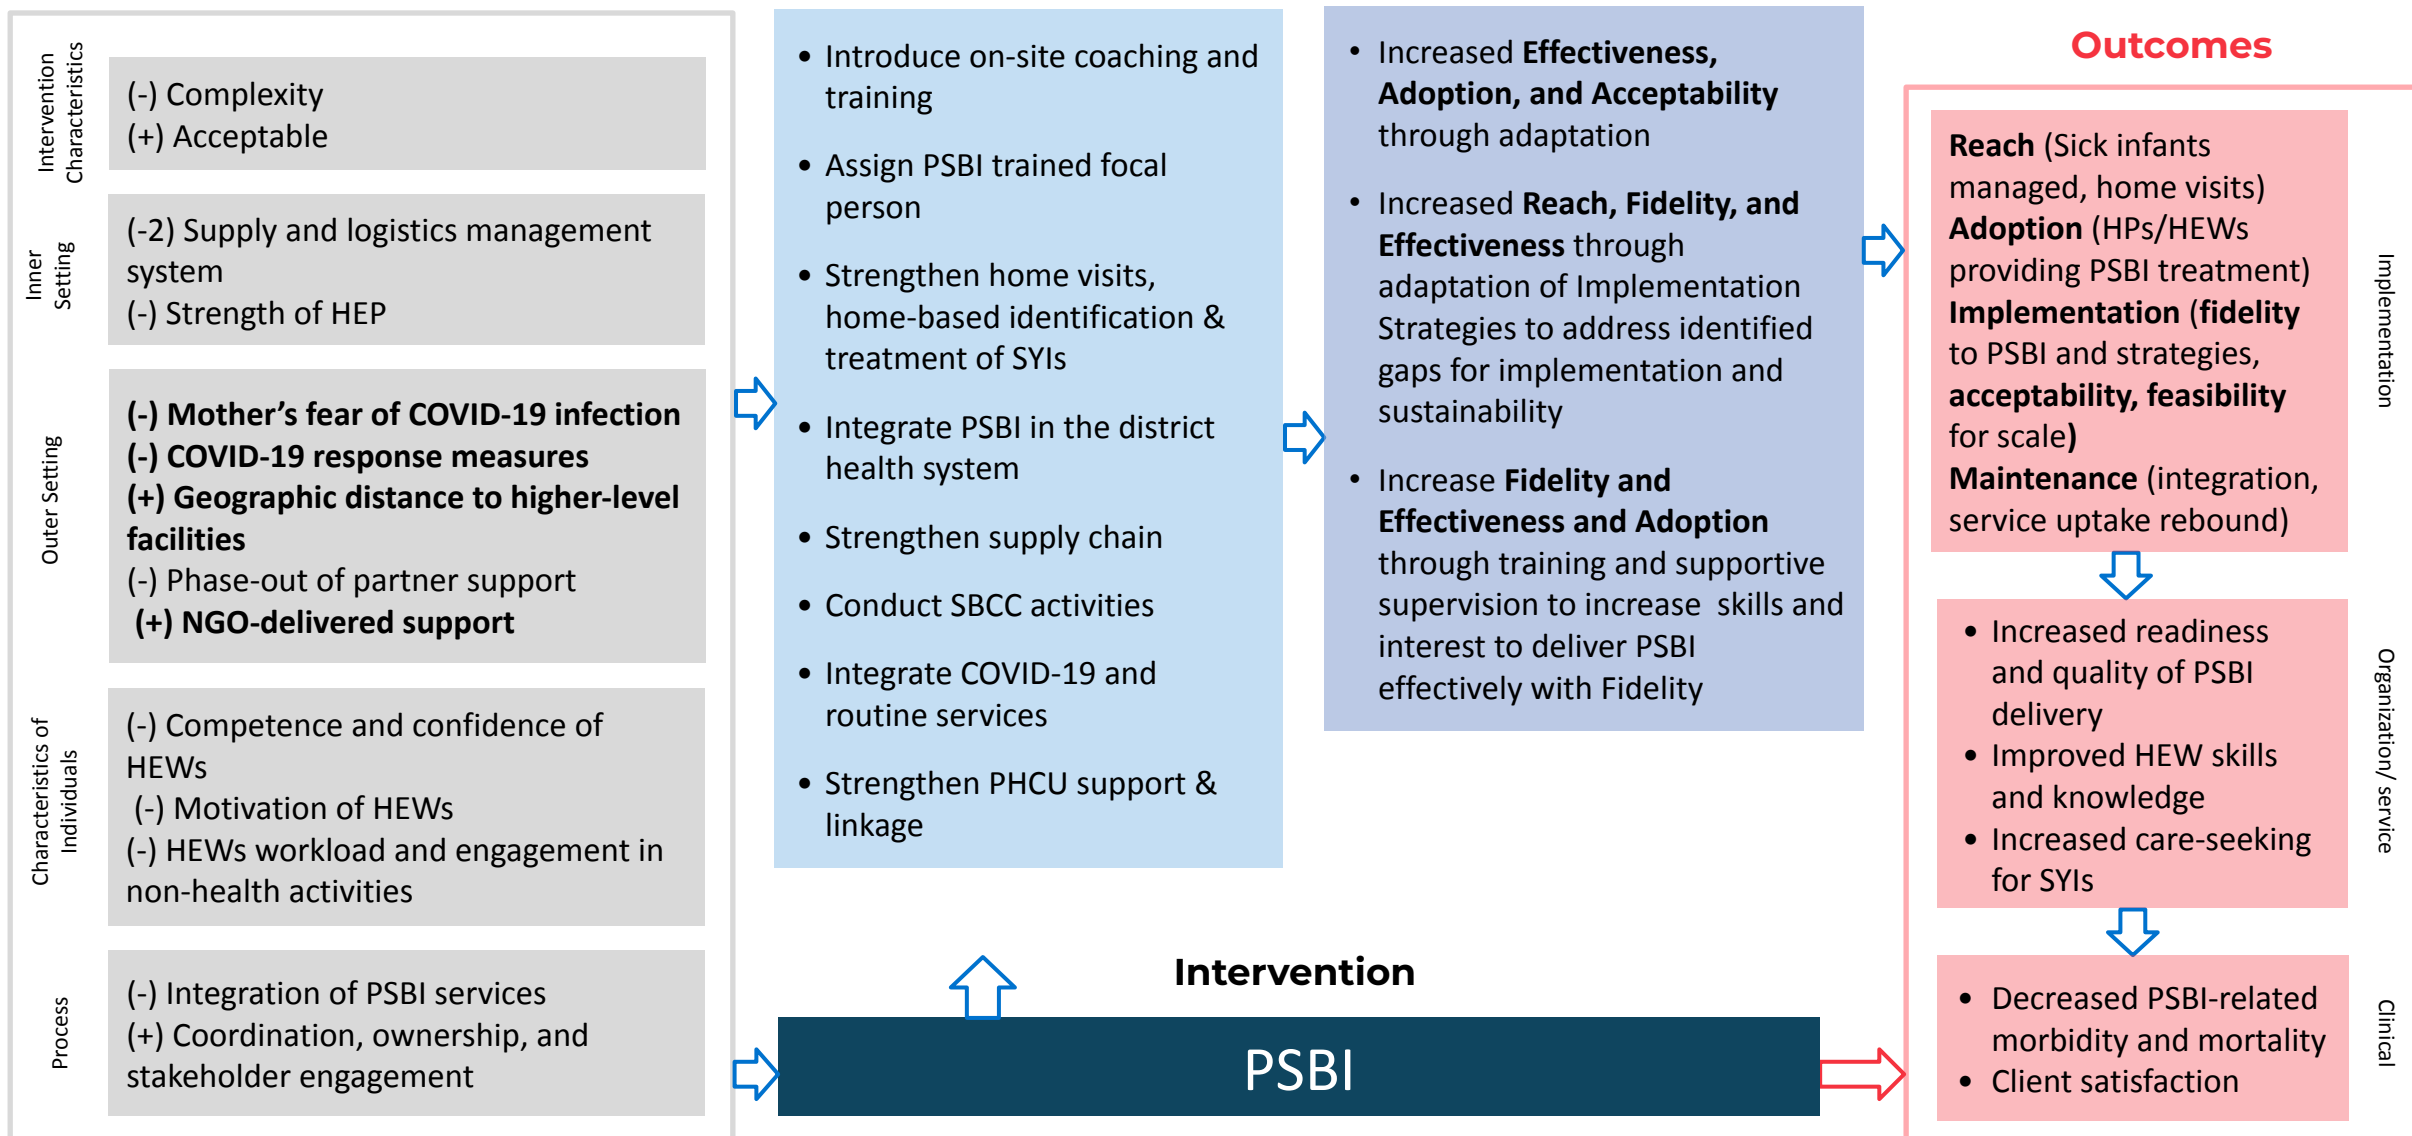 Intervention
Characteristics
(-) Complexity
(+) Acceptable
Inner
Setting
(-2) Supply and logistics management
system
(-) Strength of HEP
Outer Setting
(-) Mother’s fear of COVID-19 infection
(-) COVID-19 response measures
(+) Geographic distance to higher-level
facilities
(-) Phase-out of partner support
(+) NGO-delivered support
Characteristics of
Individuals
(-) Competence and confidence of
HEWs
(-) Motivation of HEWs
(-) HEWs workload and engagement in
non-health activities
Process
(-) Integration of PSBI services
(+) Coordination, ownership, and
stakeholder engagement
• Introduce on-site coaching and
training
• Assign PSBI trained focal
person
• Strengthen home visits,
home-based identification &
treatment of SYIs
• Integrate PSBI in the district
health system
• Strengthen supply chain
• Conduct SBCC activities
• Integrate COVID-19 and
routine services
• Strengthen PHCU support &
linkage
• Increased Effectiveness,
Adoption, and Acceptability
through adaptation
• Increased Reach, Fidelity, and
Effectiveness through
adaptation of Implementation
Strategies to address identified
gaps for implementation and
sustainability
• Increase Fidelity and
Effectiveness and Adoption
through training and supportive
supervision to increase skills and
interest to deliver PSBI
effectively with Fidelity
Intervention
PSBI
Outcomes
Reach (Sick infants
managed, home visits)
Adoption (HPs/HEWs
providing PSBI treatment)
Implementation (fidelity
to PSBI and strategies,
acceptability, feasibility
for scale)
Maintenance (integration,
service uptake rebound)
Implementation
• Increased readiness
and quality of PSBI
delivery
• Improved HEW skills
and knowledge
• Increased care-seeking
for SYIs
Organization/ service
• Decreased PSBI-related
morbidity and mortality
• Client satisfaction
Clinical